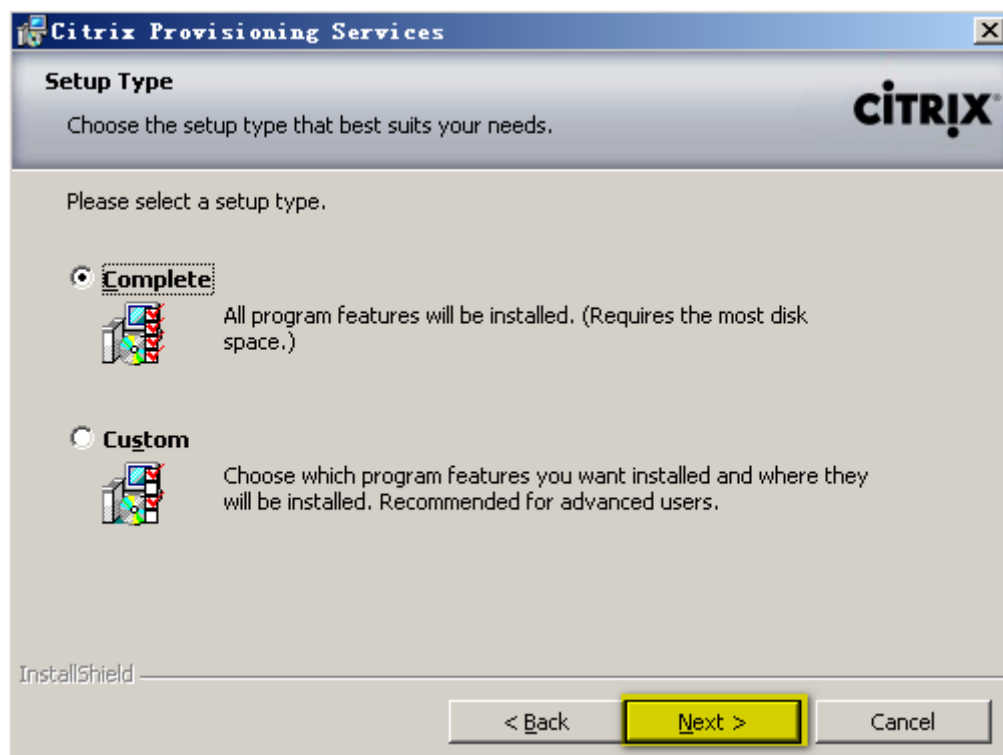 Citrix Provisioning Services
Setup Type
Choose the setup type that best suits your needs.
CITRIX
Please select a setup type.
Complete
All program features will be installed. (Requires the most disk
space.)
Custom
Choose which program features you want installed and where they
will be installed. Recommended for advanced users.
InstallShield
< Back
Next >
Cancel